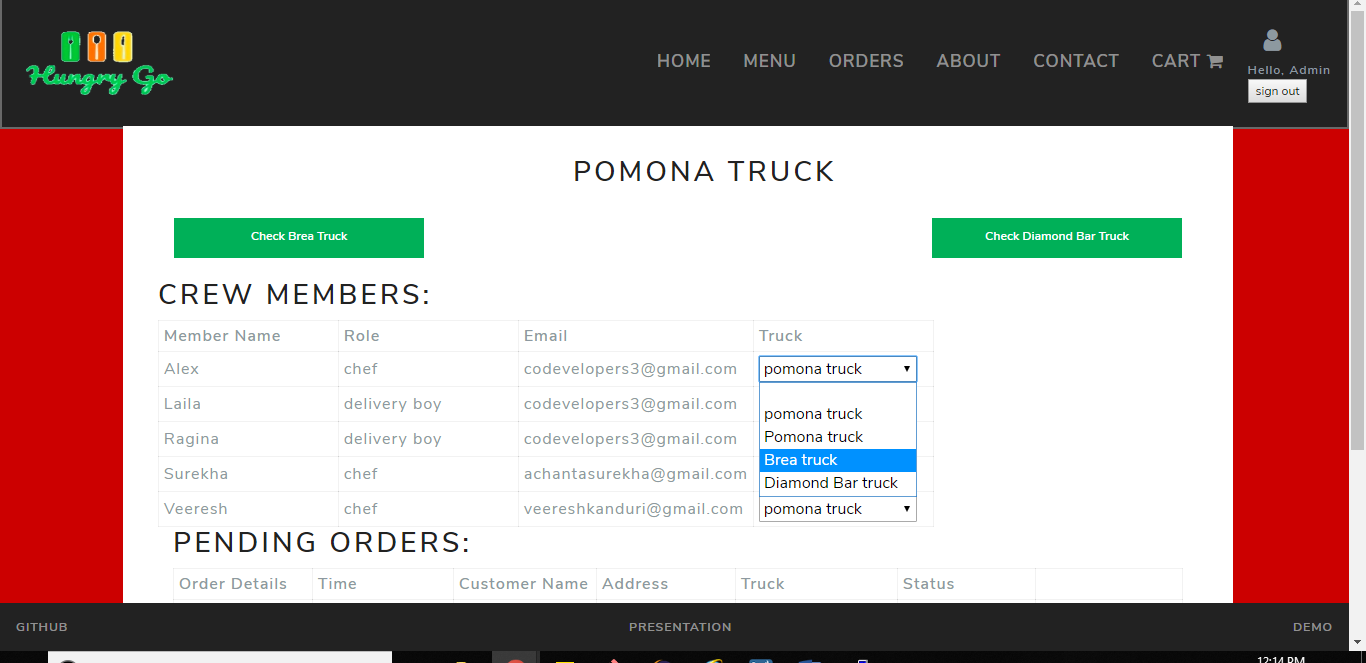 Hungry Go
HOME MENU ORDERS ABOUT CONTACT CART
Hello, Admin
sign out
POMONA TRUCK
Check Brea Truck Check Diamond Bar Truck
CREW MEMBERS:
Member Name Role Email Truck
Alex chef codevelopers3@gmail.com pomona truck
Laila delivery boy codevelopers3@gmail.com
pomona truck
Ragina delivery boy codevelopers3@gmail.com
Pomona truck
Brea truck
Surekha chef achantasurekha@gmail.com
Diamond Bar truck
Veeresh chef veereshkanduri@gmail.com pomona truck
PENDING ORDERS:
Order Details Time Customer Name Address Truck Status
GITHUB PRESENTATION DEMO
12:14 PM